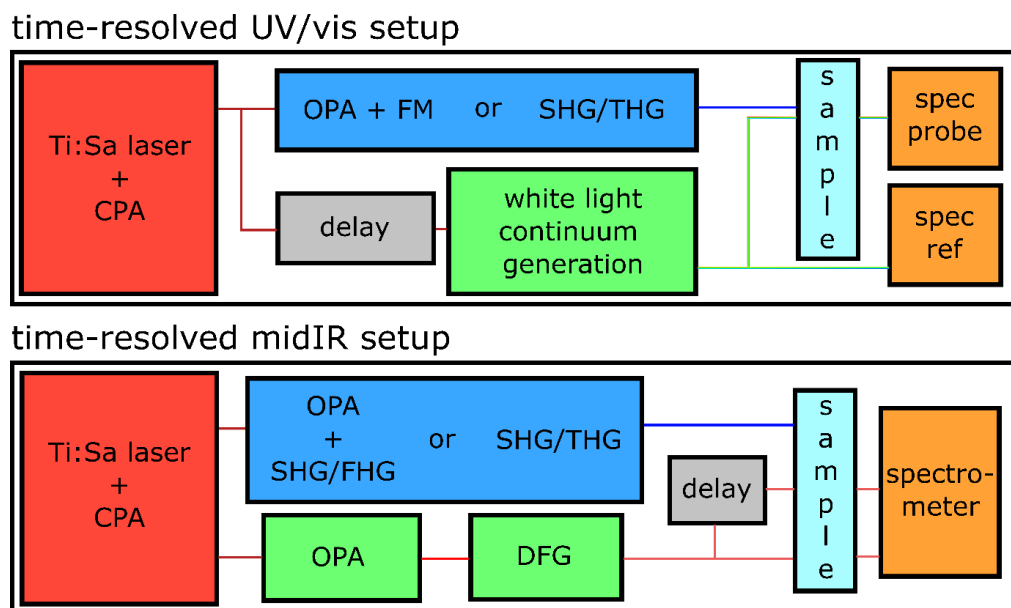 time-resolved UV/vis setup
Ti:Sa laser
+
CPA
OPA + FM or SHG/THG
delay
white light
continuum
generation
s
a
m
p
l
e
spec
probe
spec
ref
time-resolved midIR setup
Ti:Sa laser
+
CPA
OPA
+
SHG/FHG
or SHG/THG
OPA
DFG
delay
s
a
m
p
l
e
spectro-
meter